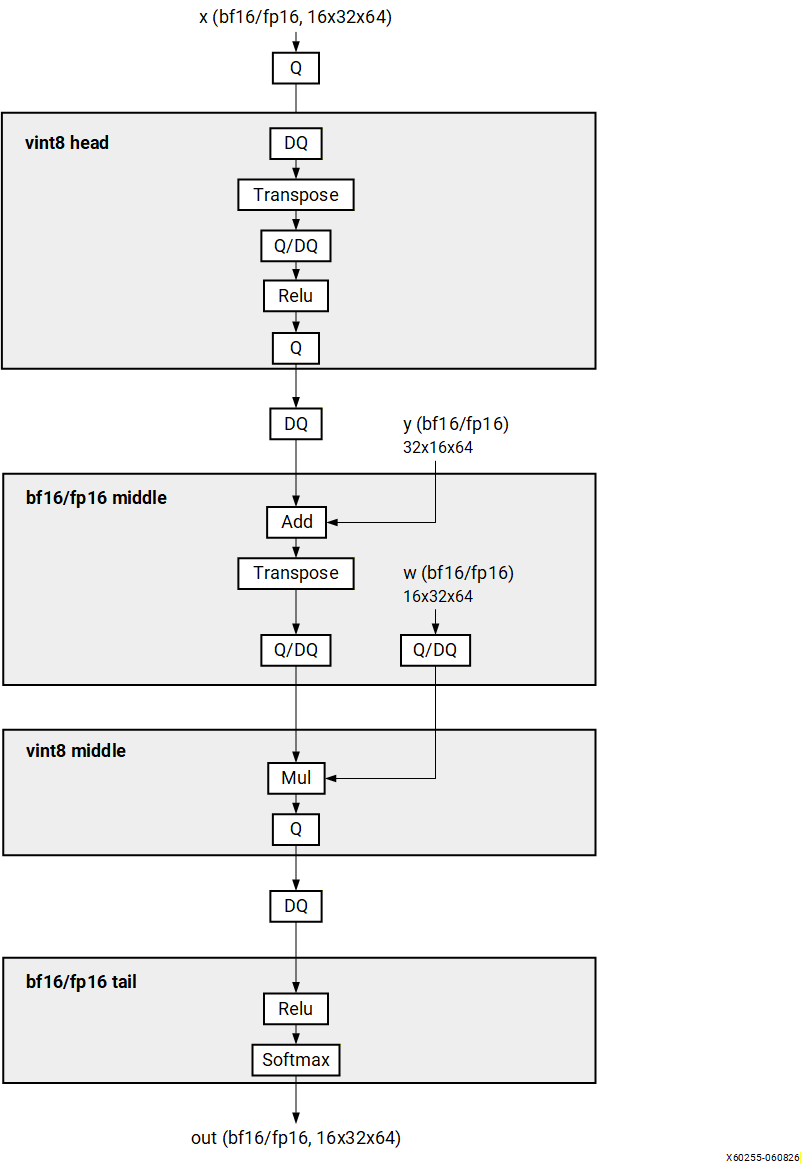 x (bf16/fp16, 16x32x64)
Q
vint8 head
DQ
Transpose
Q/DQ
Relu
Q
DQ
y (bf16/fp16)
32x16x64
bf16/fp16 middle
Add
Transpose
w (bf16/fp16)
16x32x64
Q/DQ
Q/DQ
vint8 middle
Mul
Q
DQ
bf16/fp16 tail
Relu
Softmax
out (bf16/fp16, 16x32x64)
X60255-060826